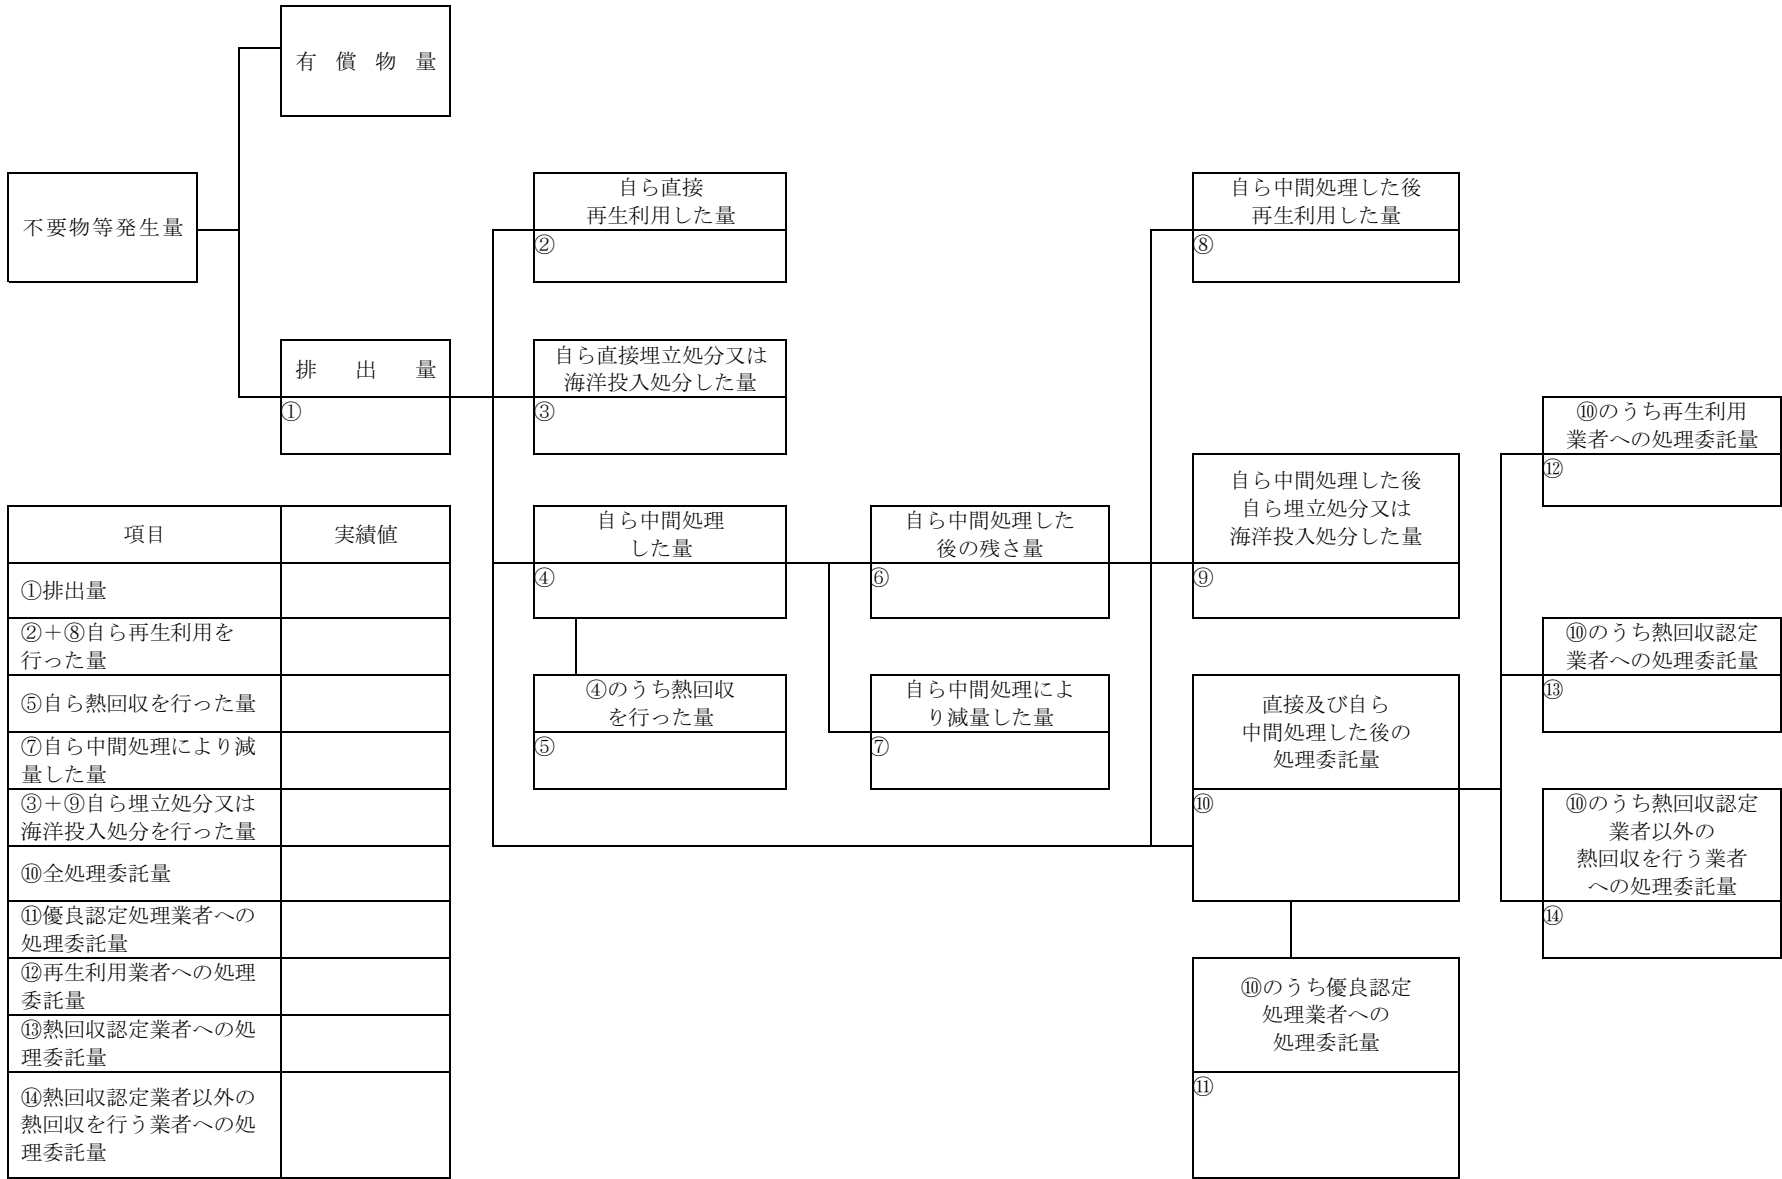 有償物量
不要物等発生量
排出量
①
自ら直接
再生利用した量
②
自ら直接埋立処分又は
海洋投入処分した量
③
自ら中間処理
した量
④
④のうち熱回収
を行った量
⑤
自ら中間処理した
後の残さ量
⑥
自ら中間処理によ
り減量した量
⑦
自ら中間処理した後
再生利用した量
⑧
自ら中間処理した後
自ら埋立処分又は
海洋投入処分した量
⑨
直接及び自ら
中間処理した後の
処理委託量
⑩
⑩のうち優良認定
処理業者への
処理委託量
⑪
⑩のうち再生利用
業者への処理委託量
⑫
⑩のうち熱回収認定
業者への処理委託量
⑬
⑩のうち熱回収認定
業者以外の
熱回収を行う業者
への処理委託量
⑭
項目 実績値
①排出量
②＋⑧自ら再生利用を
行った量
⑤自ら熱回収を行った量
⑦自ら中間処理により減
量した量
③＋⑨自ら埋立処分又は
海洋投入処分を行った量
⑩全処理委託量
⑪優良認定処理業者への
処理委託量
⑫再生利用業者への処理
委託量
⑬熱回収認定業者への処
理委託量
⑭熱回収認定業者以外の
熱回収を行う業者への処
理委託量